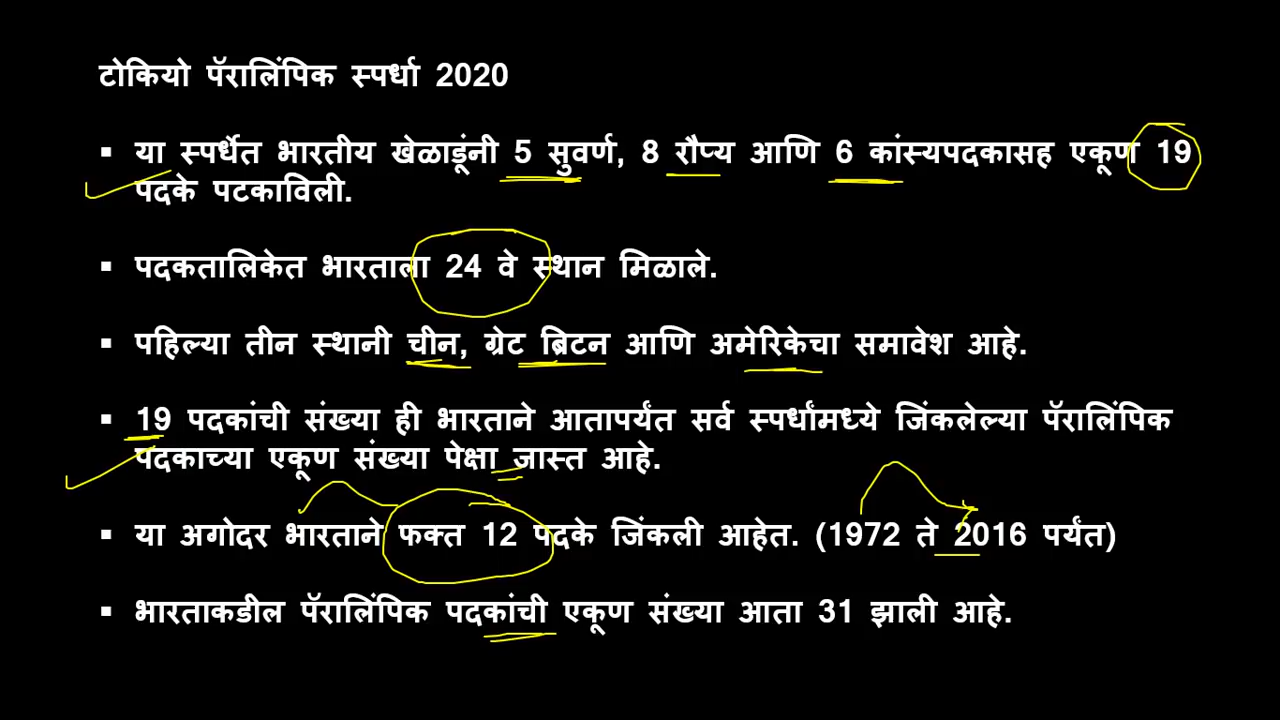 टोकियो पॅरालिंपिक स्पर्धा 2020
▪ या स्पर्धेत भारतीय खेळाडूंनी 5 सुवर्ण, 8 रौप्य आणि 6 कांस्यपदकासह एकूण 19
पदके पटकाविली.
▪ पदकतालिकेत भारताला 24 वे स्थान मिळाले.
▪ पहिल्या तीन स्थानी चीन, ग्रेट ब्रिटन आणि अमेरिकेचा समावेश आहे.
▪ 19 पदकांची संख्या ही भारताने आतापर्यंत सर्व स्पर्धांमध्ये जिंकलेल्या पॅरालिंपिक
पदकाच्या एकूण संख्या पेक्षा जास्त आहे.
▪ या अगोदर भारताने फक्त 12 पदके जिंकली आहेत. (1972 ते 2016 पर्यंत)
▪ भारताकडील पॅरालिंपिक पदकांची एकूण संख्या आता 31 झाली आहे.